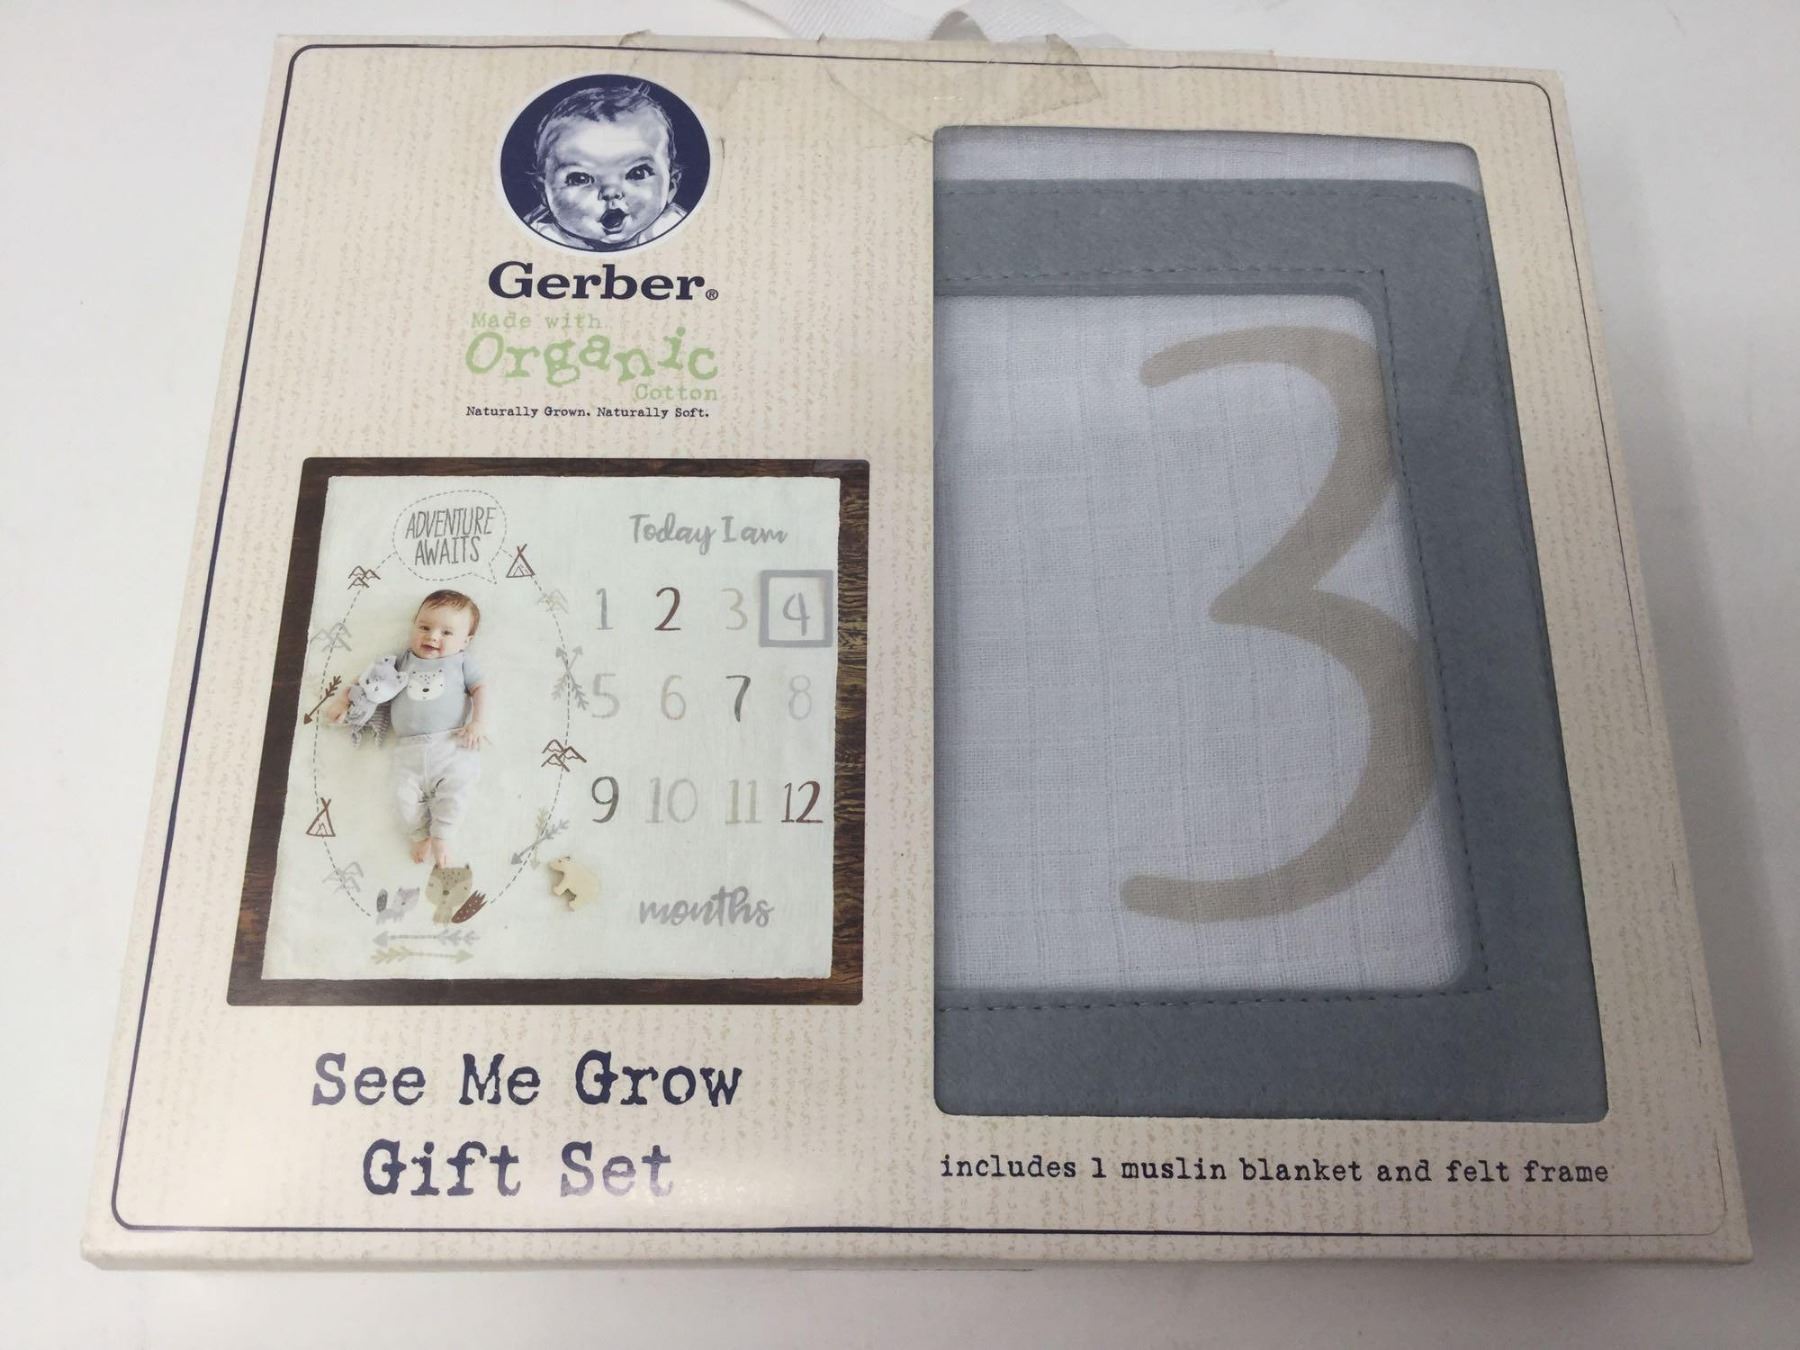 Gerber®
Made with
Organic
Cotton
Naturally Grown. Naturally Soft.
ADVENTURE
AWAITS
Today I am
1 2 3 4
5 6 7 8
9 10 11 12
months
See Me Grow
Gift Set
3
includes 1 muslin blanket and felt frame